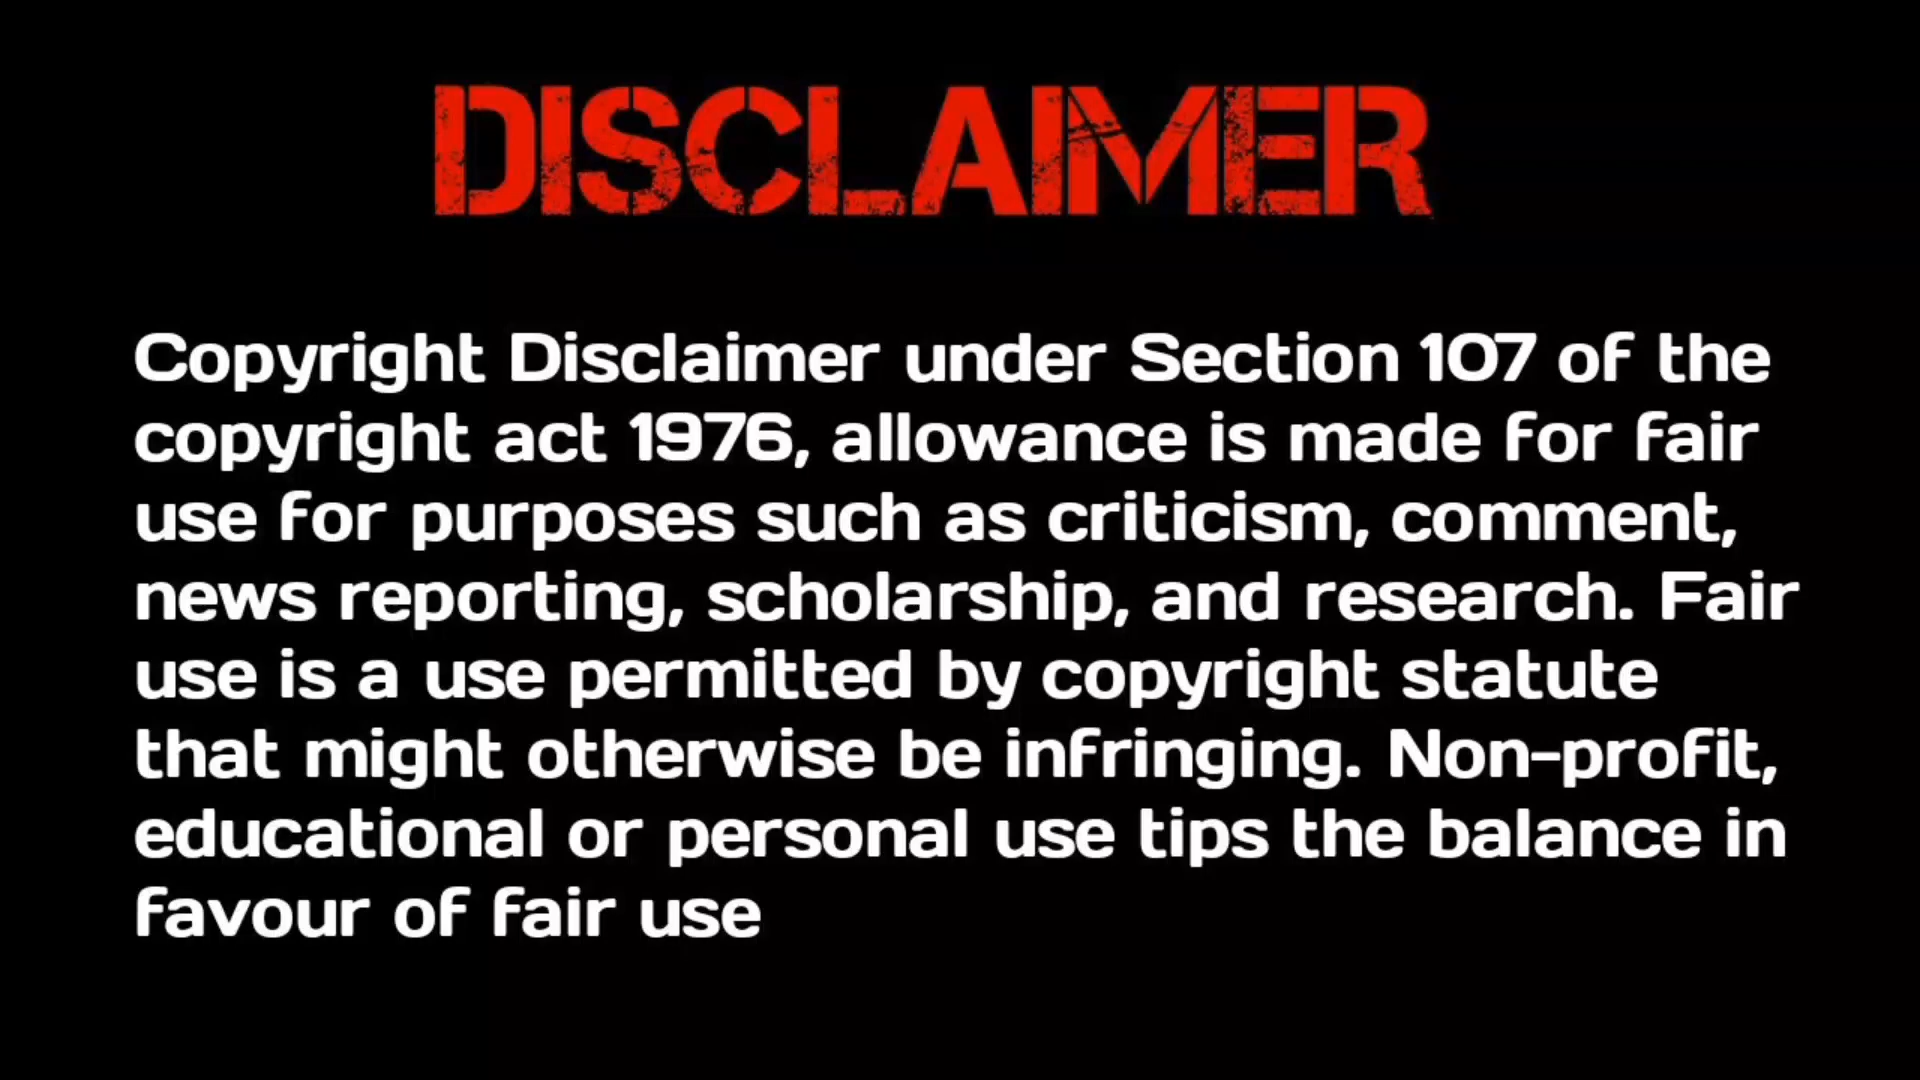 DISCLAIMER
Copyright Disclaimer under Section 107 of the
copyright act 1976, allowance is made for fair
use for purposes such as criticism, comment,
news reporting, scholarship, and research. Fair
use is a use permitted by copyright statute
that might otherwise be infringing. Non-profit,
educational or personal use tips the balance in
favour of fair use